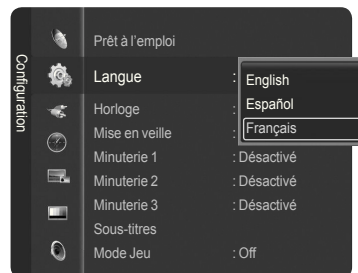 Configuration
Prêt à l’emploi
Langue :
English
Español
Français
Horloge :
Mise en veille :
Minuterie 1 : Désactivé
Minuterie 2 : Désactivé
Minuterie 3 : Désactivé
Sous-titres
Mode Jeu : Off